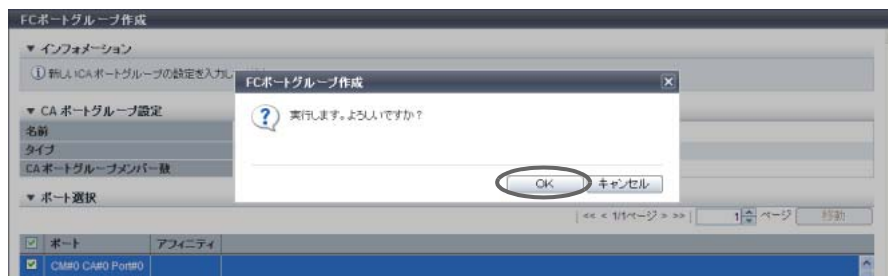 FCポートグループ作成
▼ インフォメーション
新しいCAポートグループの設定を入力し
FCポートグループ作成
実行します。よろしいですか?
OK キャンセル
▼ CA ポートグループ設定
名前
タイプ
CAポートグループメンバー数
▼ ポート選択
| << < 1/1ページ > >> | 1 ページ 移動
ポート アフィニティ
CM#0 CA#0 Port#0